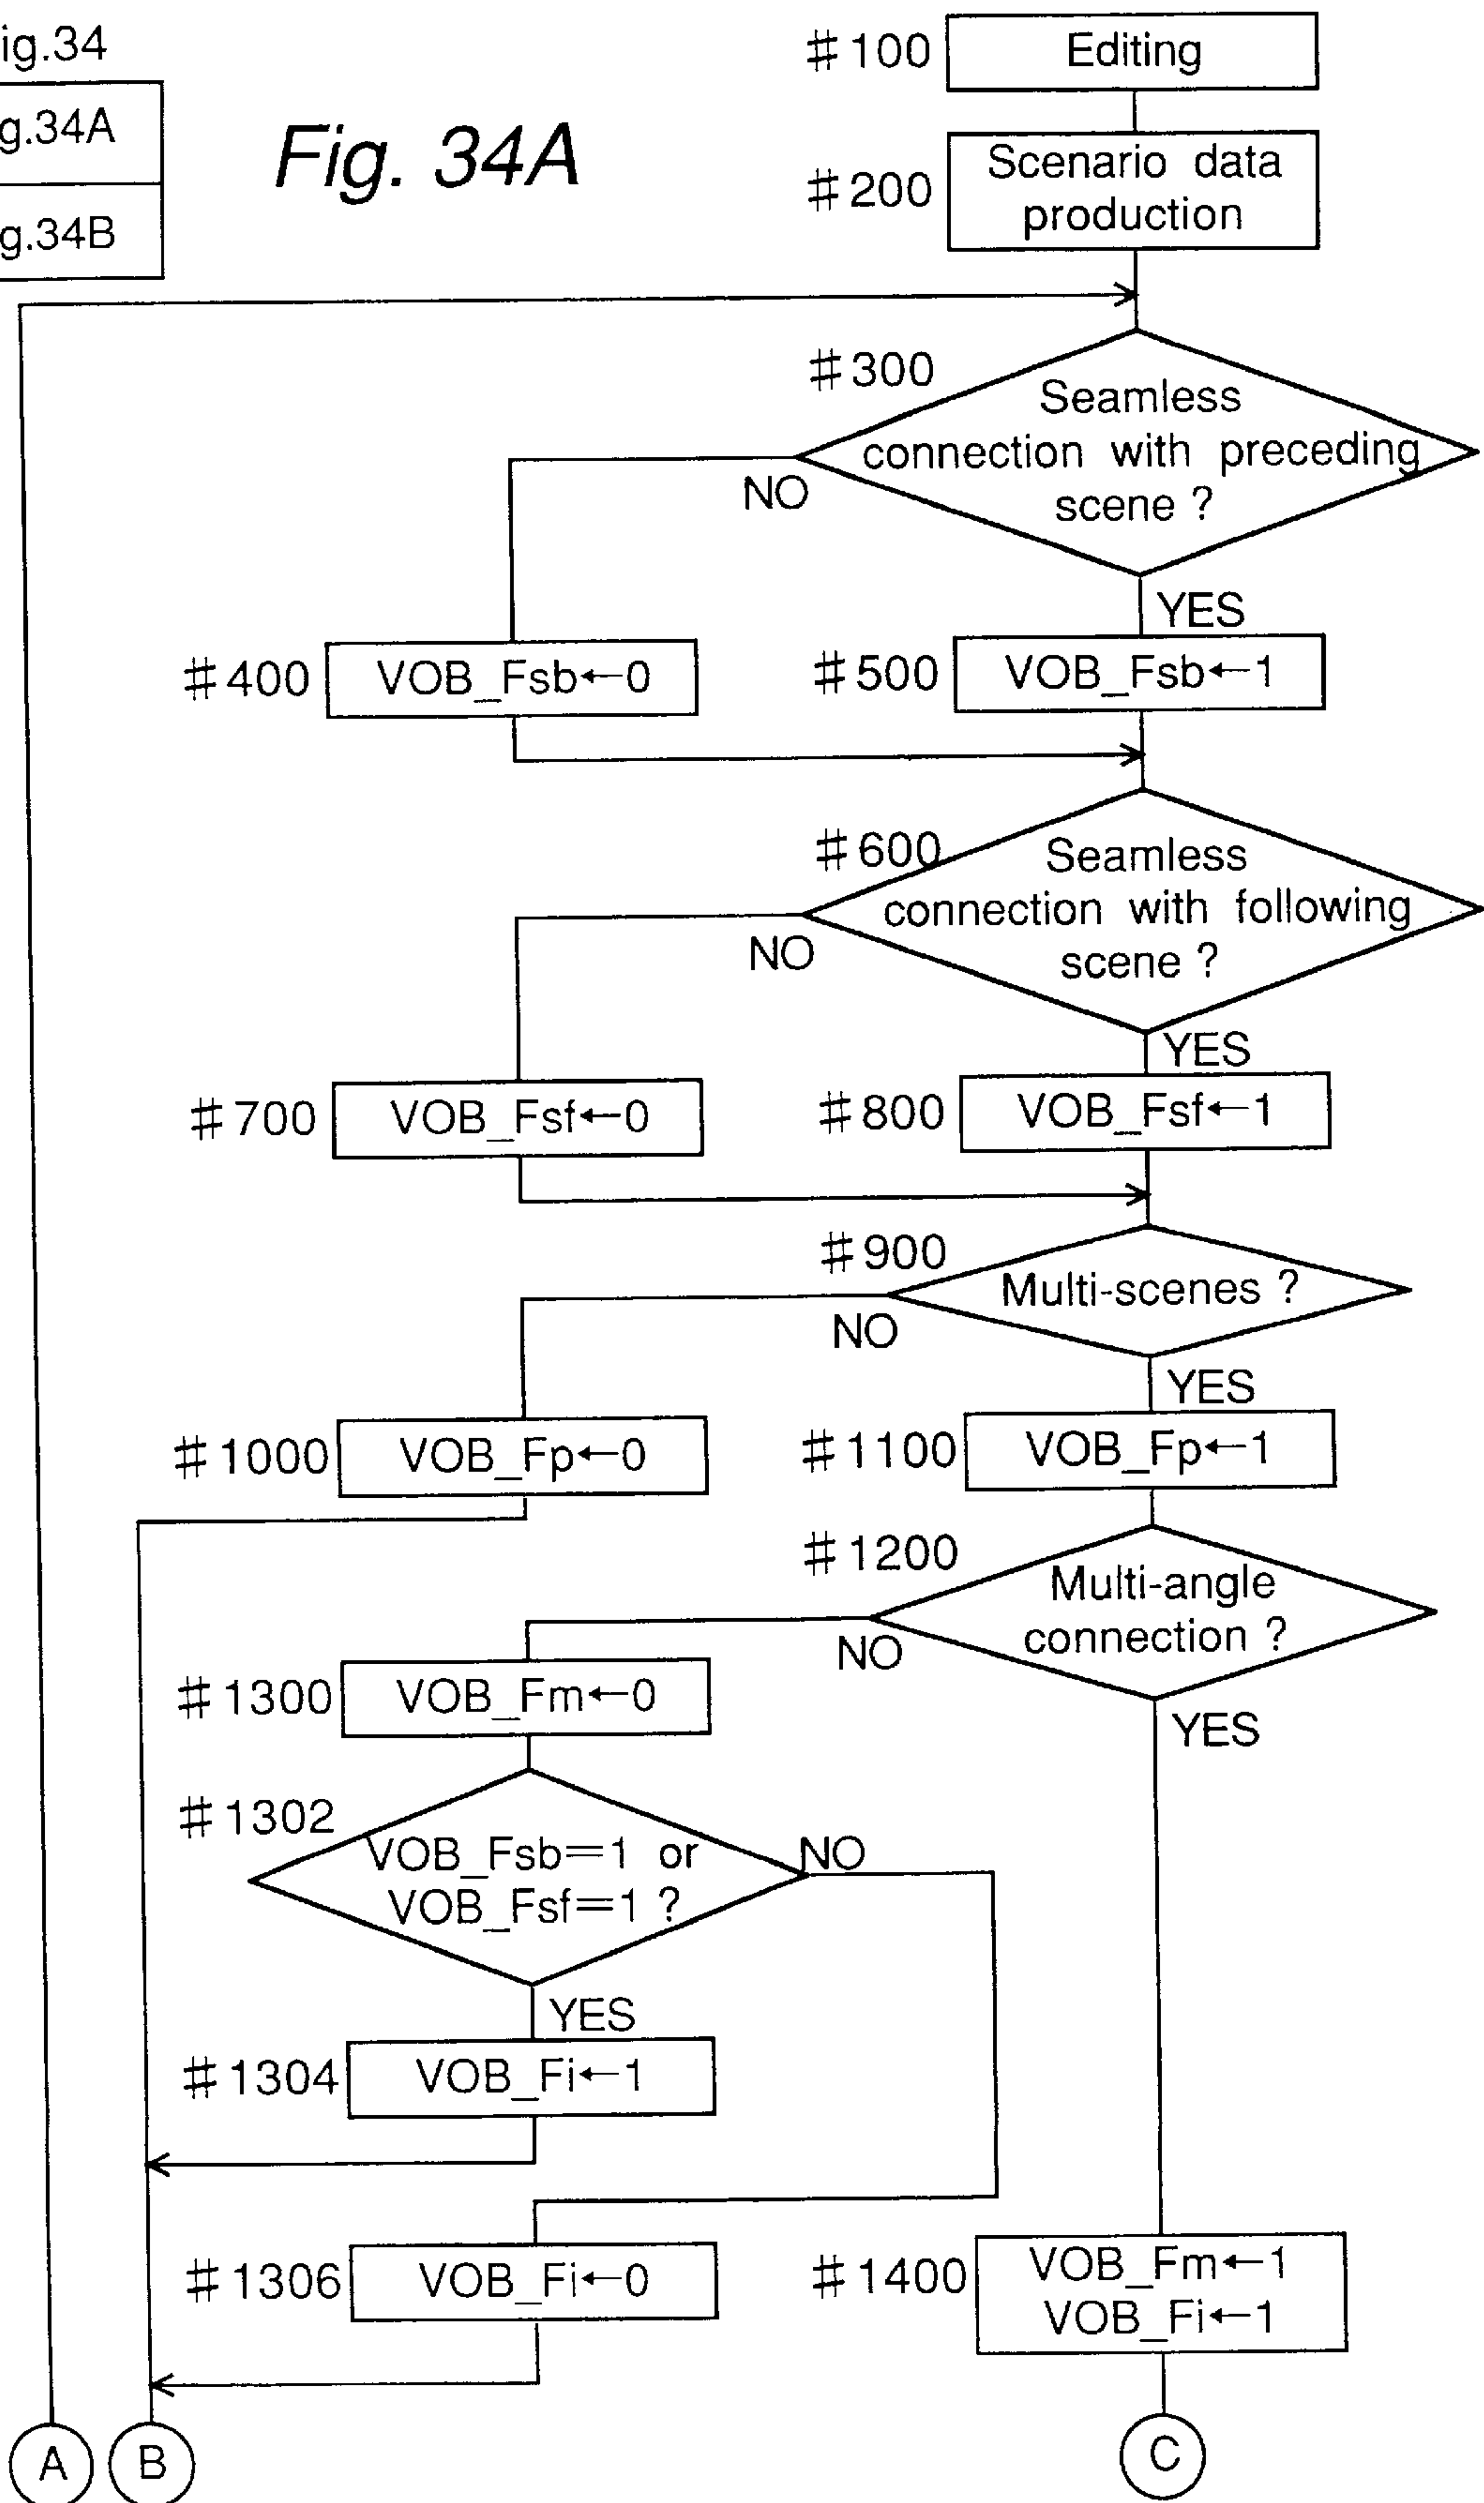 ig.34
g.34A
g.34B
Fig. 34A
#100
Editing
#200
Scenario data
production
#300
Seamless
connection with preceding
scene ?
NO
YES
#400
VOB_Fsb←0
#500
VOB_Fsb←1
#600
Seamless
connection with following
scene ?
NO
YES
#700
VOB_Fsf←0
#800
VOB_Fsf←1
#900
Multi-scenes ?
NO
YES
#1000
VOB_Fp←0
#1100
VOB_Fp←1
#1200
Multi-angle
connection ?
NO
YES
#1300
VOB_Fm←0
#1302
VOB_Fsb=1 or
VOB_Fsf=1 ?
NO
YES
#1304
VOB_Fi←1
#1306
VOB_Fi←0
#1400
VOB_Fm←1
VOB_Fi←1
A
B
C